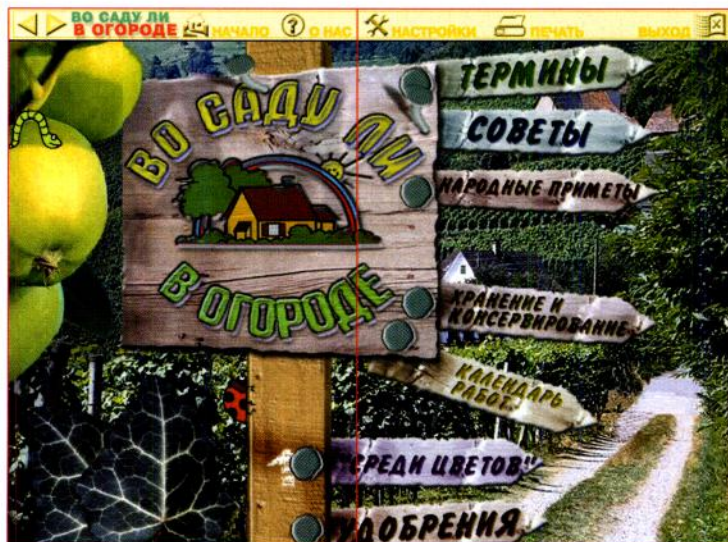 ВО САДУ ЛИ
В ОГОРОДЕ
НАЧАЛО
О НАС
НАСТРОЙКИ
ПЕЧАТЬ
ВЫХОД
ВО САДУ ЛИ
В ОГОРОДЕ
ТЕРМИНЫ
СОВЕТЫ
НАРОДНЫЕ ПРИМЕТЫ
ХРАНЕНИЕ И
КОНСЕРВИРОВАНИЕ
КАЛЕНДАРЬ
РАБОТ
"СРЕДИ ЦВЕТОВ"
УДОБРЕНИЯ